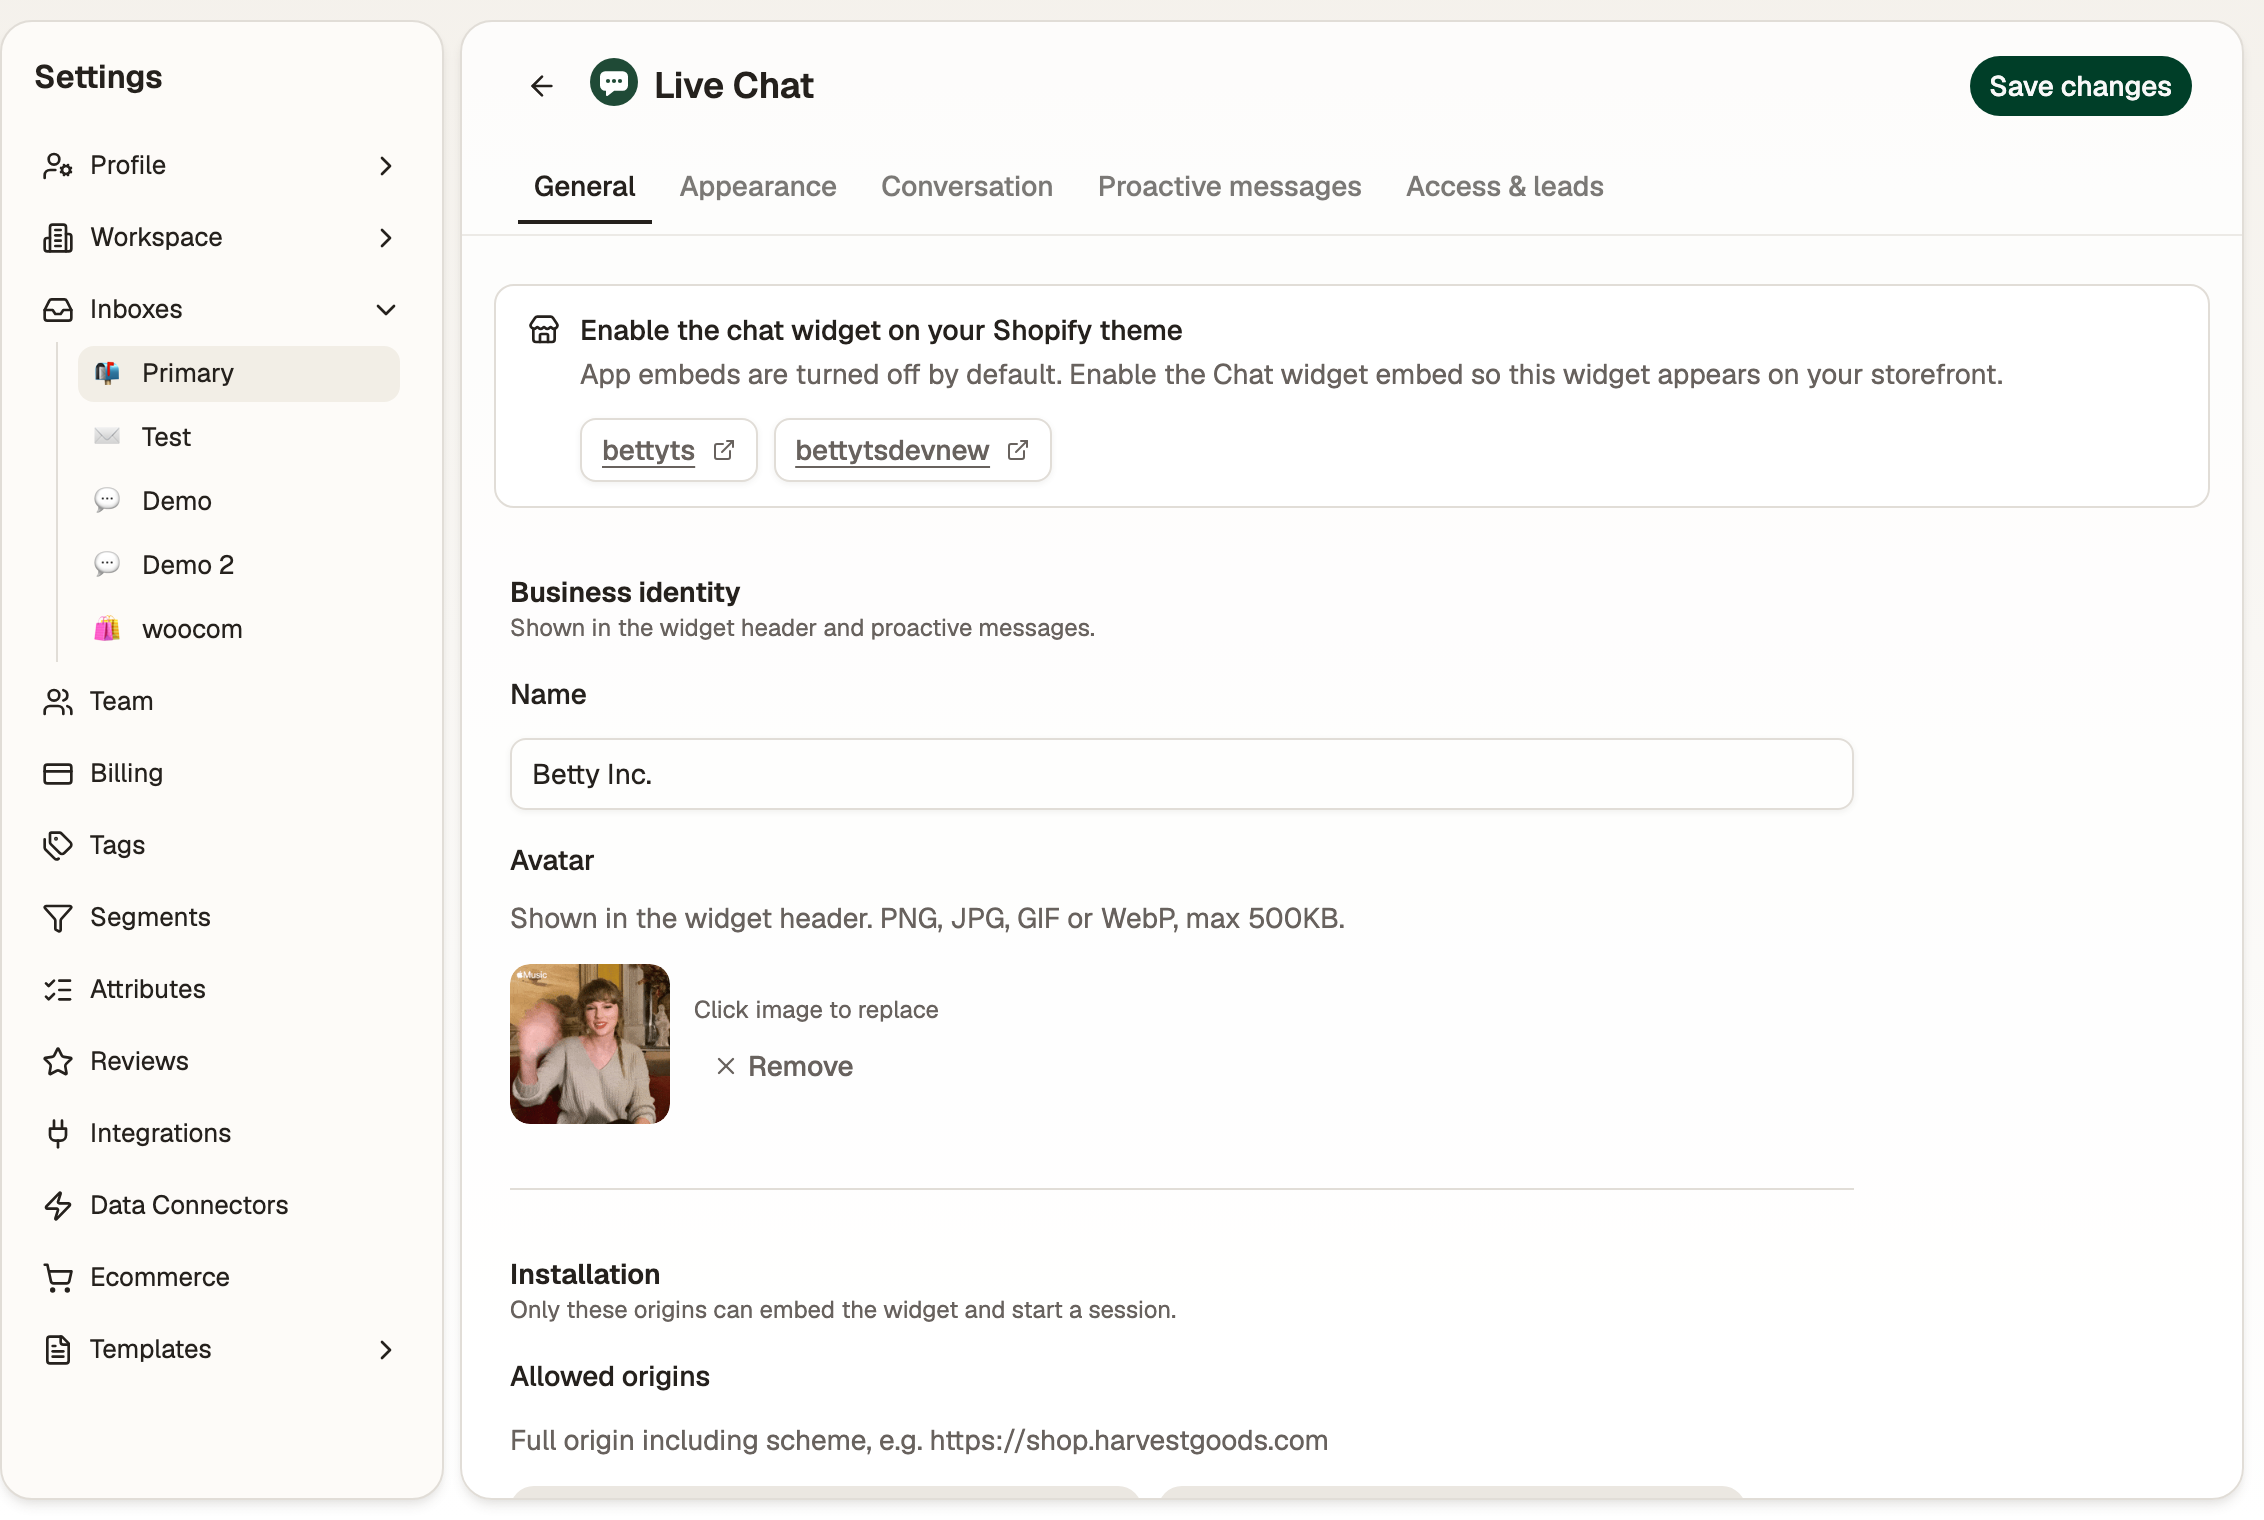 Settings
Profile
Workspace
Inboxes
Primary
Test
Demo
Demo 2
woocom
Team
Billing
Tags
Segments
Attributes
Reviews
Integrations
Data Connectors
Ecommerce
Templates
Live Chat
Save changes
General
Appearance
Conversation
Proactive messages
Access & leads
Enable the chat widget on your Shopify theme
App embeds are turned off by default. Enable the Chat widget embed so this widget appears on your storefront.
bettyts
bettytsdevnew
Business identity
Shown in the widget header and proactive messages.
Name
Betty Inc.
Avatar
Shown in the widget header. PNG, JPG, GIF or WebP, max 500KB.
Music
Click image to replace
Remove
Installation
Only these origins can embed the widget and start a session.
Allowed origins
Full origin including scheme, e.g. https://shop.harvestgoods.com